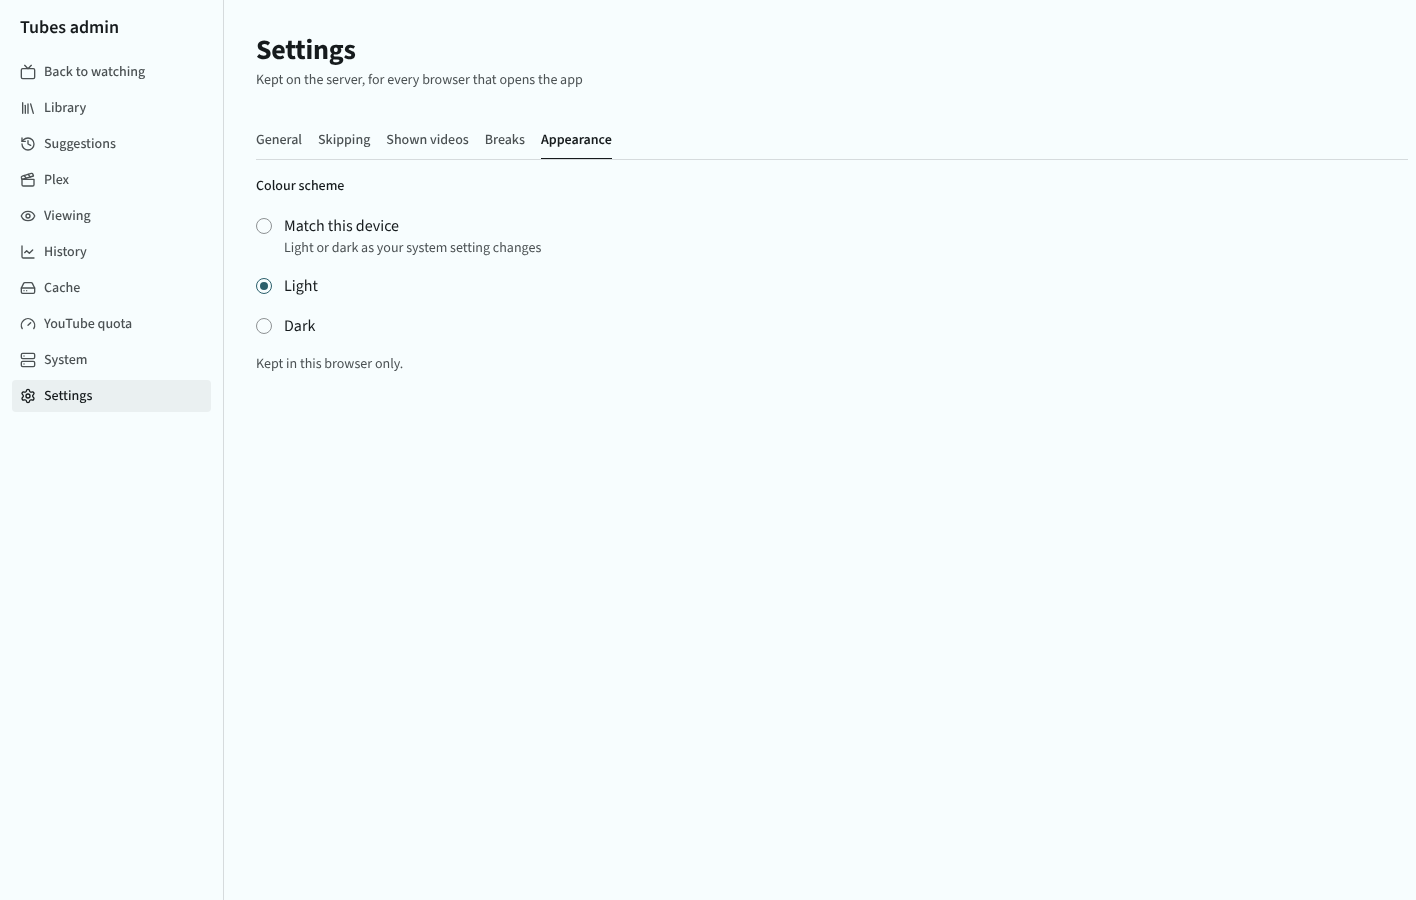 Tubes admin
Back to watching
Library
Suggestions
Plex
Viewing
History
Cache
YouTube quota
System
Settings
Settings
Kept on the server, for every browser that opens the app
General Skipping Shown videos Breaks Appearance
Colour scheme
Match this device
Light or dark as your system setting changes
Light
Dark
Kept in this browser only.